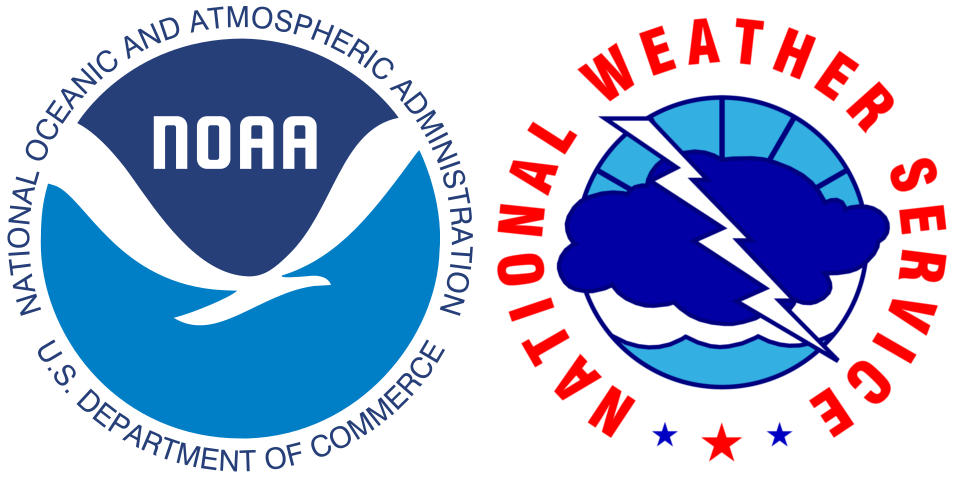 NATIONAL OCEANIC AND ATMOSPHERIC ADMINISTRATION
NOAA
U.S. DEPARTMENT OF COMMERCE
NATIONAL WEATHER SERVICE